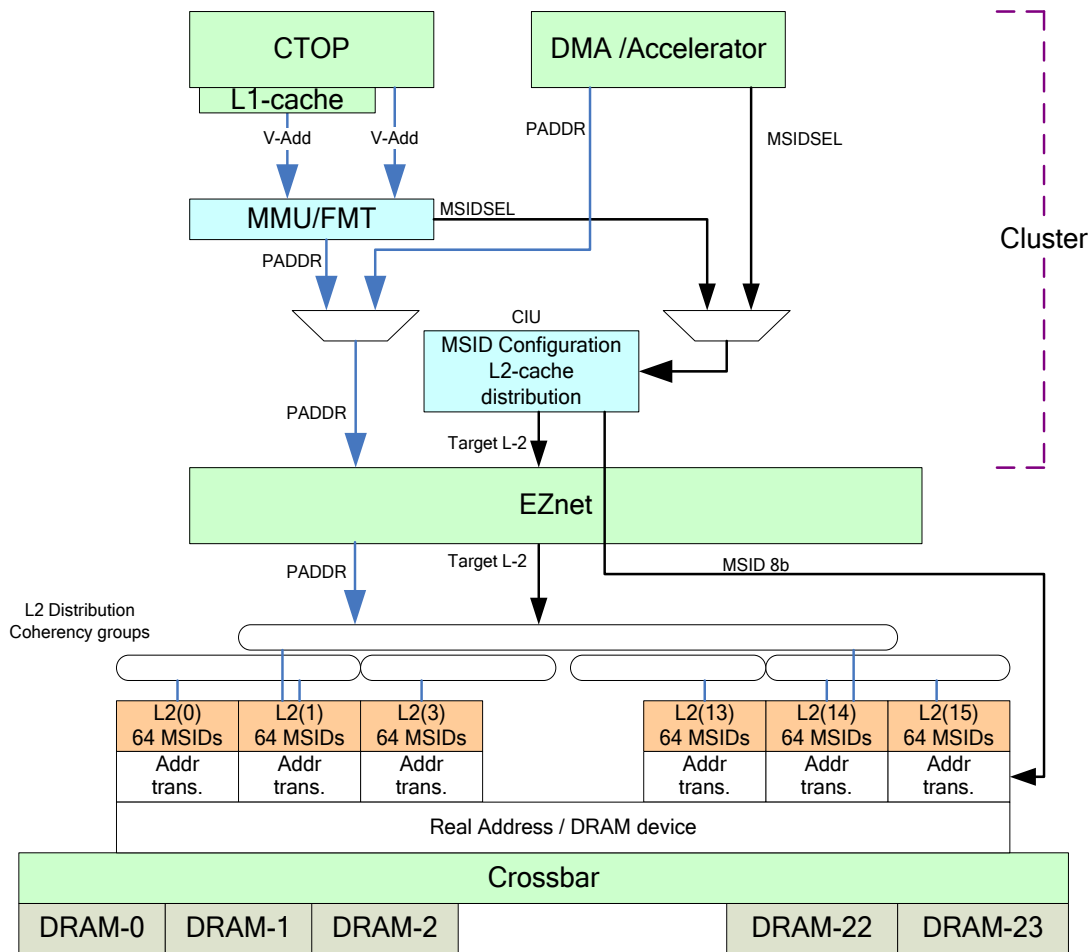 CTOP
DMA /Accelerator
L1-cache
V-Add
V-Add
PADDR
MSIDSEL
MMU/FMT
MSIDSEL
Cluster
PADDR
CIU
MSID Configuration
L2-cache
distribution
PADDR
Target L-2
EZnet
PADDR
Target L-2
MSID 8b
L2 Distribution
Coherency groups
L2(0)
64 MSIDs
L2(1)
64 MSIDs
L2(3)
64 MSIDs
L2(13)
64 MSIDs
L2(14)
64 MSIDs
L2(15)
64 MSIDs
Addr
trans.
Addr
trans.
Addr
trans.
Addr
trans.
Addr
trans.
Addr
trans.
Real Address / DRAM device
Crossbar
DRAM-0
DRAM-1
DRAM-2
DRAM-22
DRAM-23